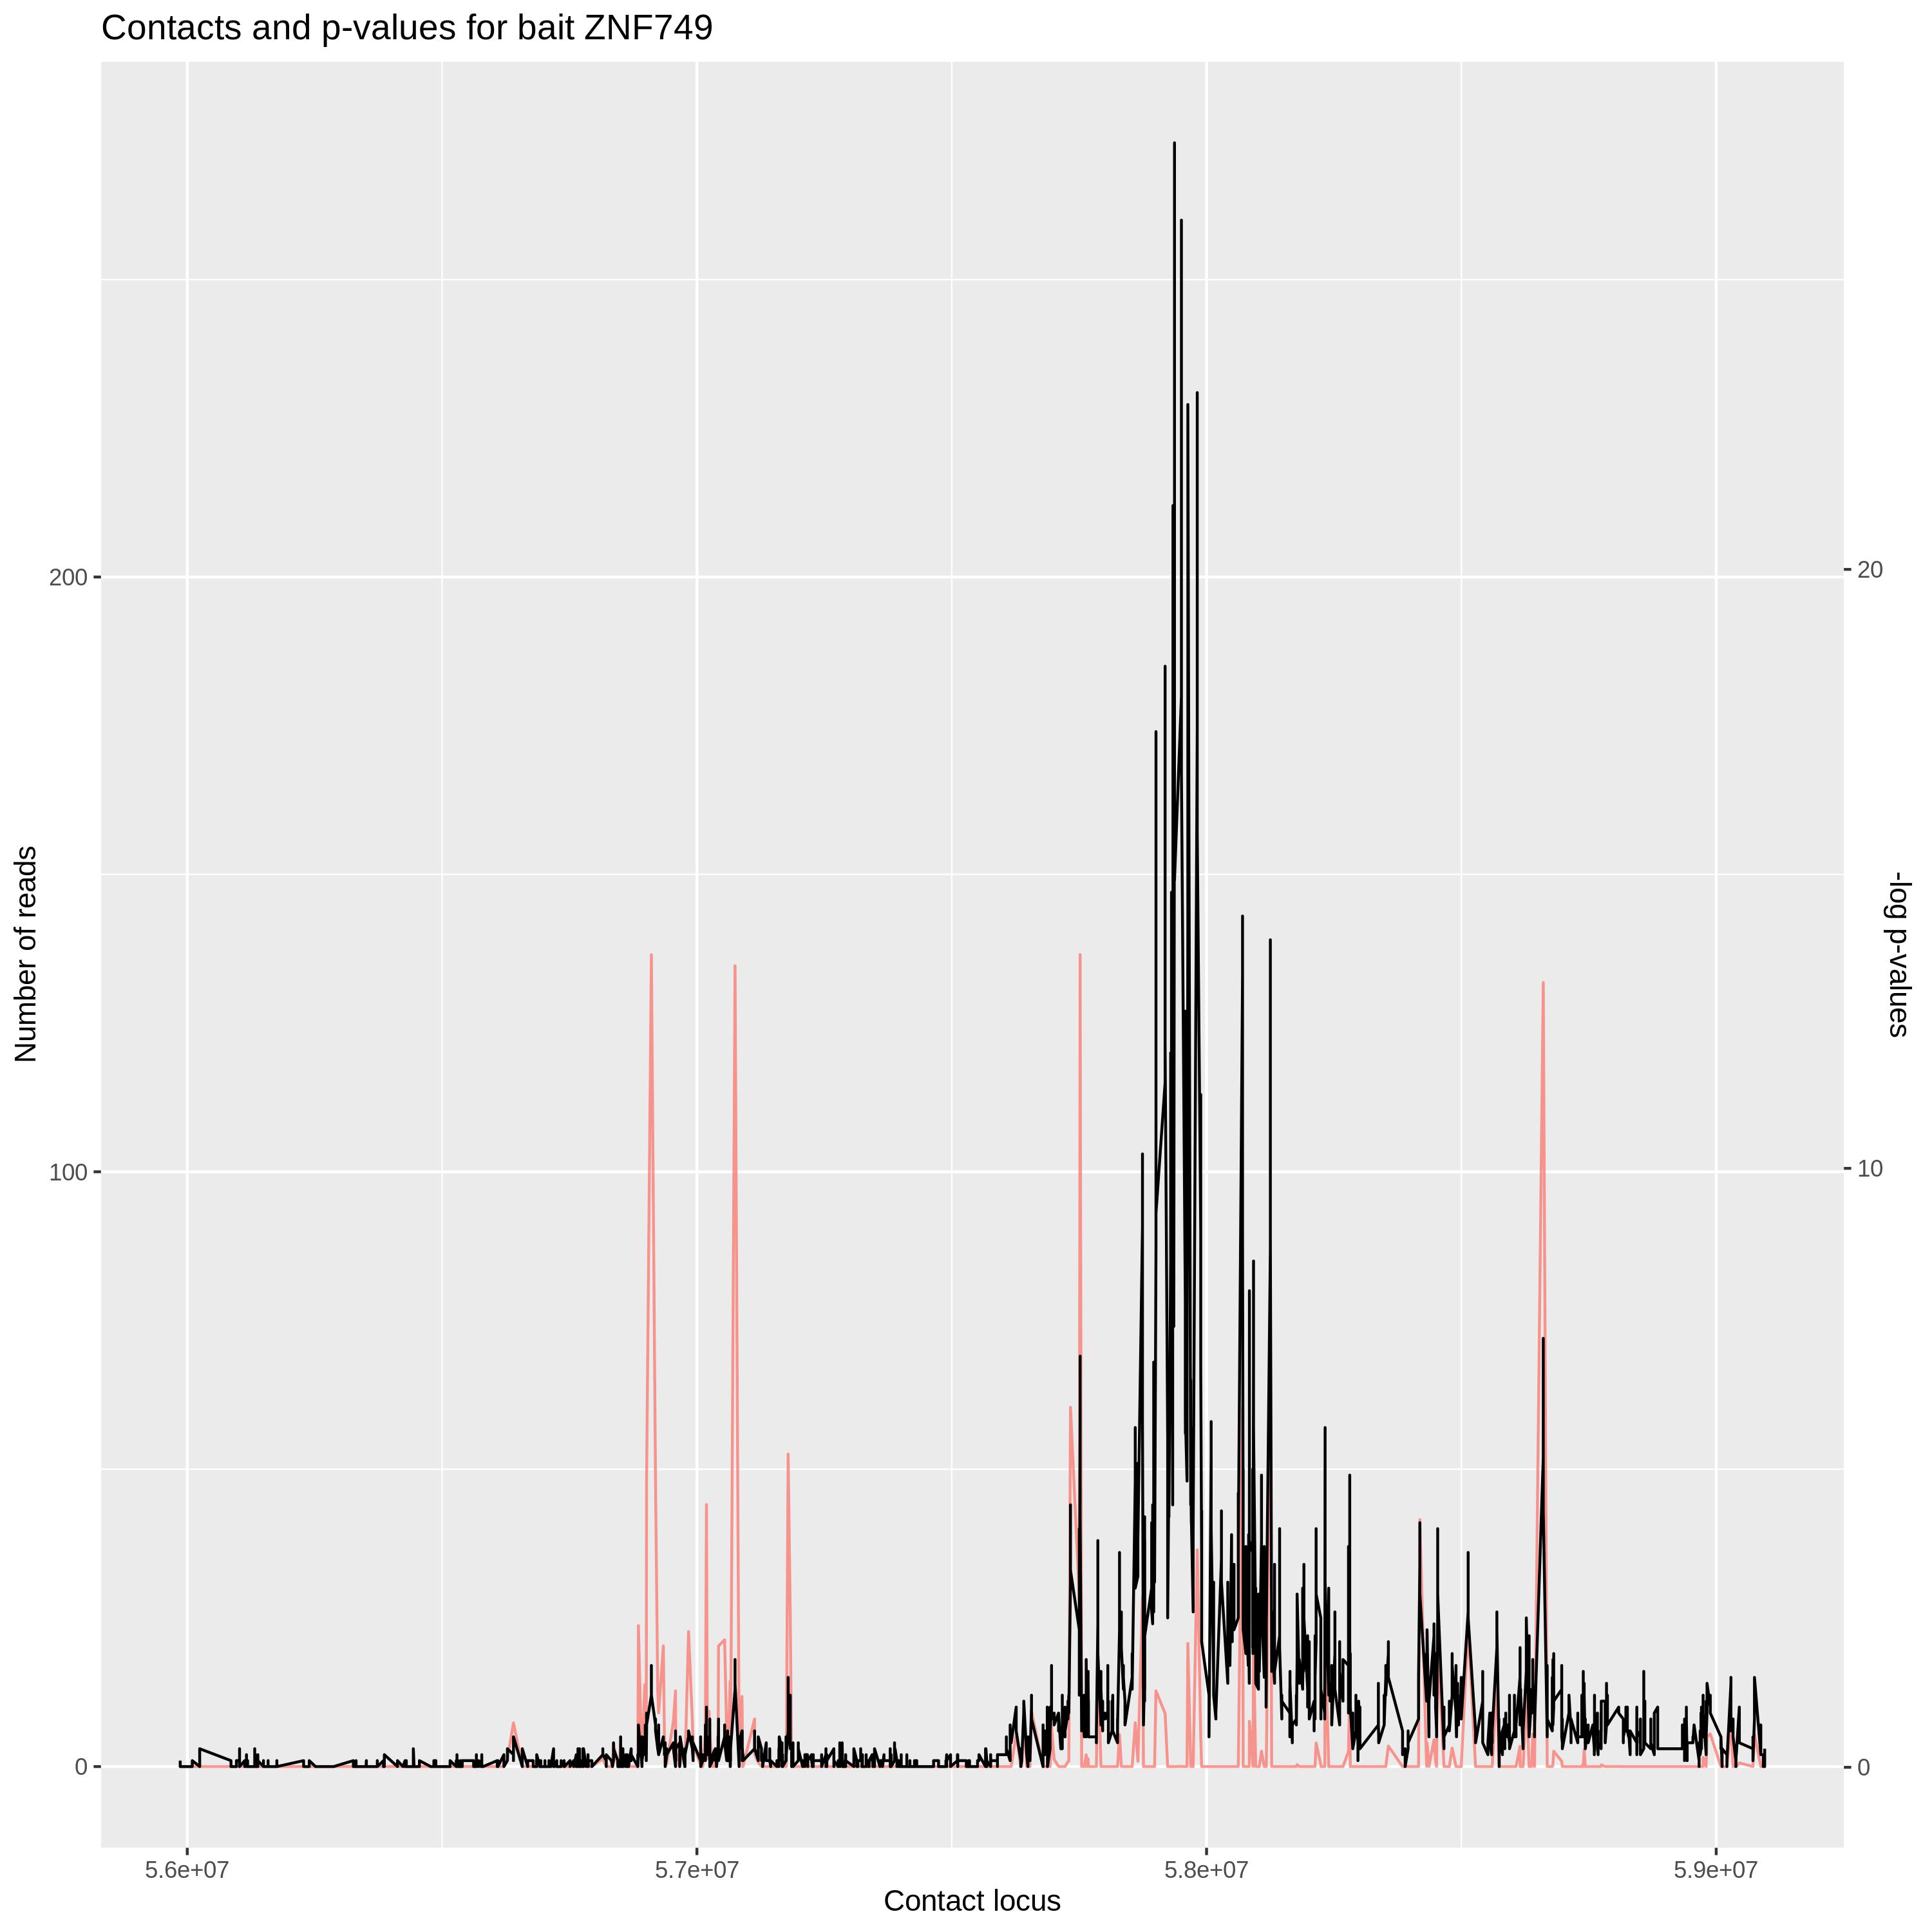 Contacts and p-values for bait ZNF749
Number of reads
200
100
0
20
10
0
-log p-values
5.6e+07
5.7e+07
5.8e+07
5.9e+07
Contact locus